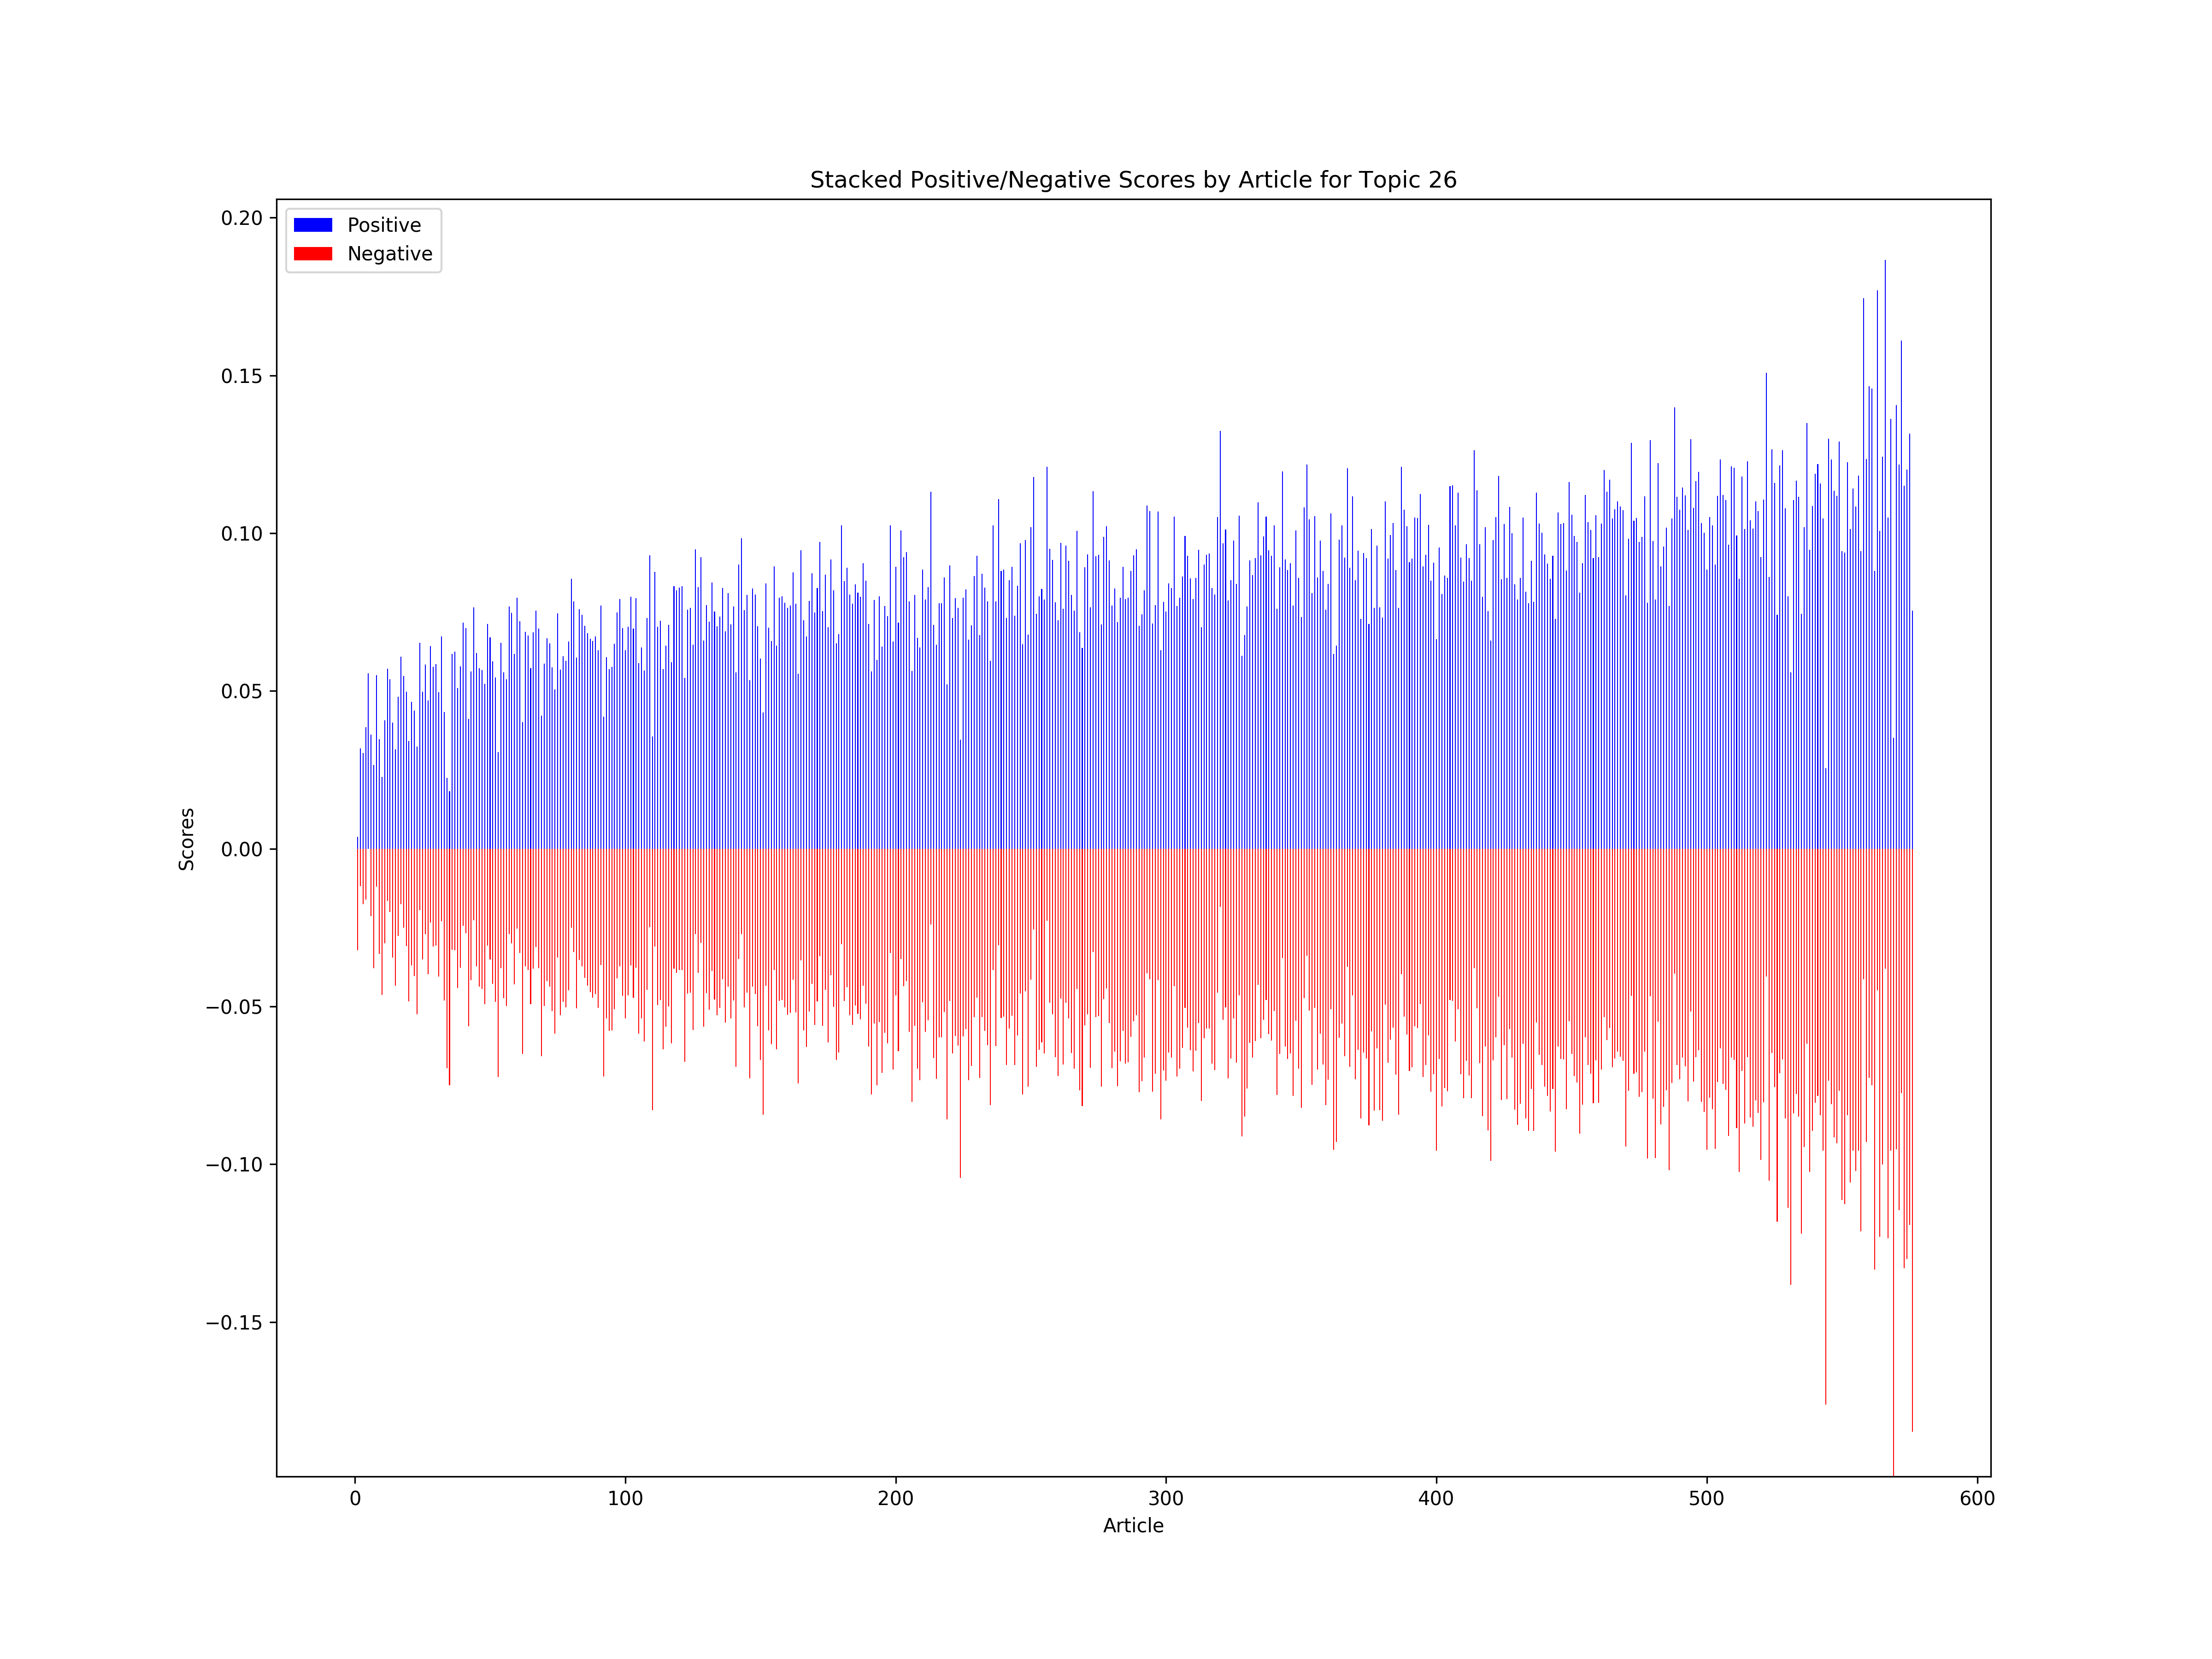 Stacked Positive/Negative Scores by Article for Topic 26
Positive
Negative
0.20
0.15
0.10
0.05
0.00
−0.05
−0.10
−0.15
Scores
0 100 200 300 400 500 600
Article